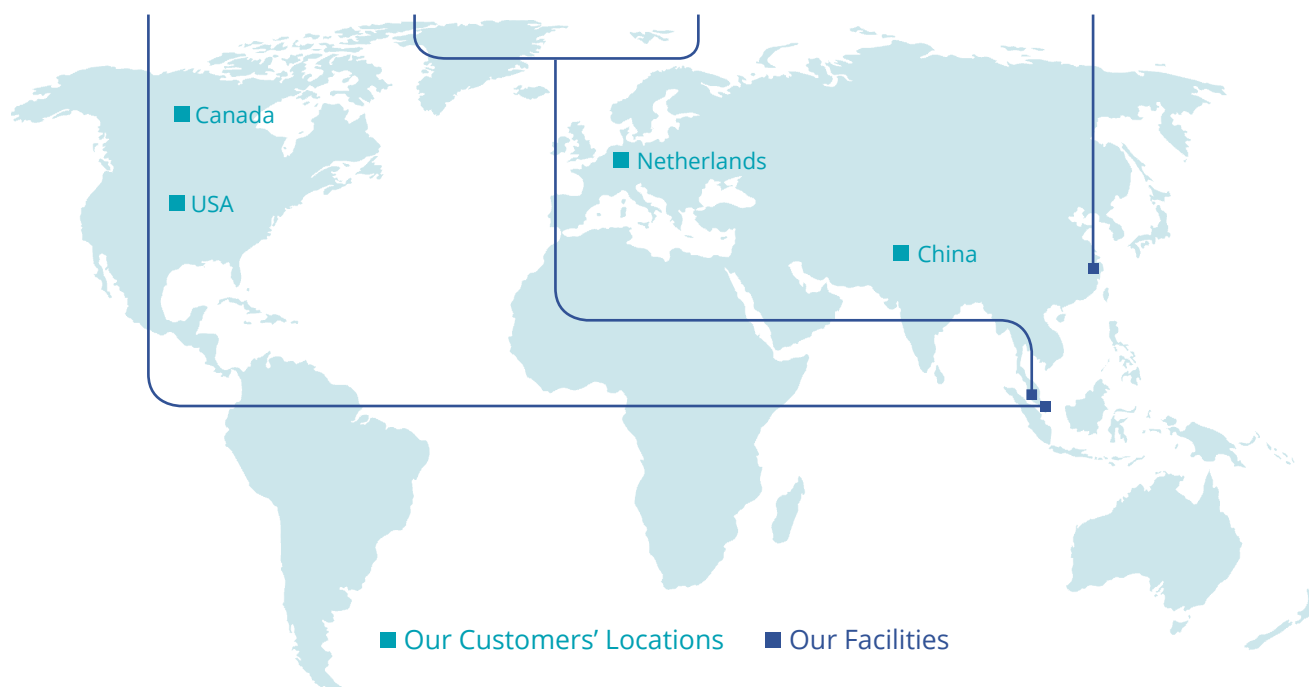 Canada
Netherlands
USA
China
Our Customers’ Locations
Our Facilities